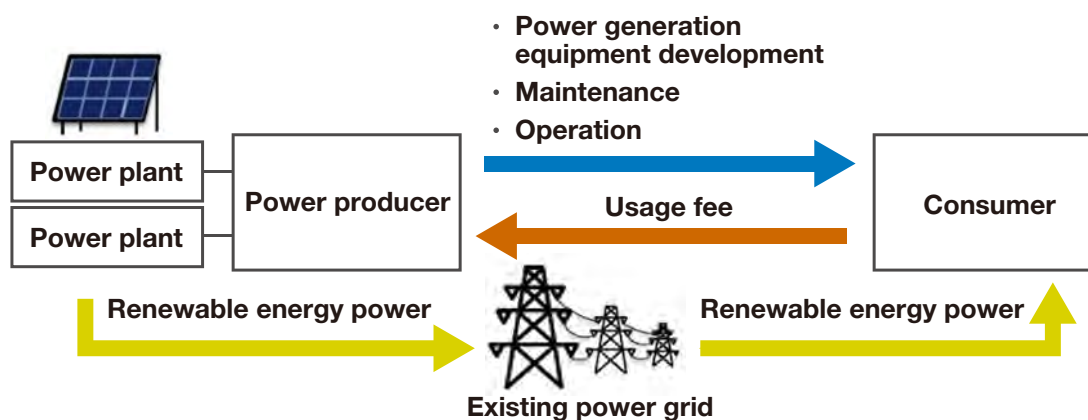 ・ Power generation
equipment development
・ Maintenance
・ Operation
Power plant
Power plant
Power producer
Usage fee
Consumer
Renewable energy power
Renewable energy power
Existing power grid